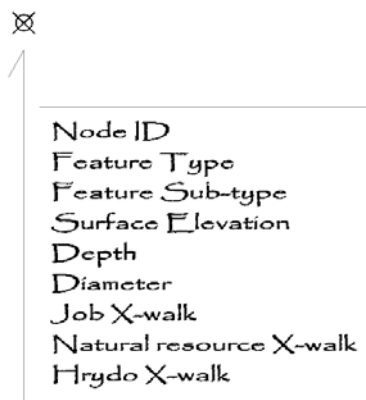 Node ID
Feature Type
Feature Sub-type
Surface Elevation
Depth
Diameter
Job X-walk
Natural resource X-walk
Hrydo X-walk